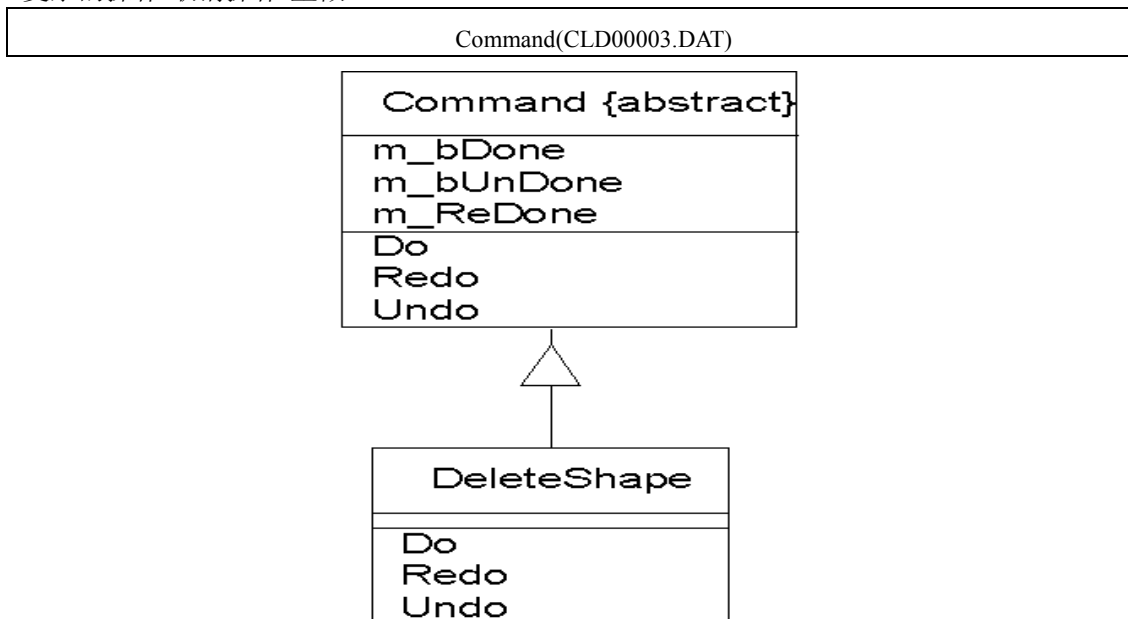 Command(CLD00003.DAT)
Command {abstract}
m_bDone
m_bUnDone
m_ReDone
Do
Redo
Undo
DeleteShape
Do
Redo
Undo